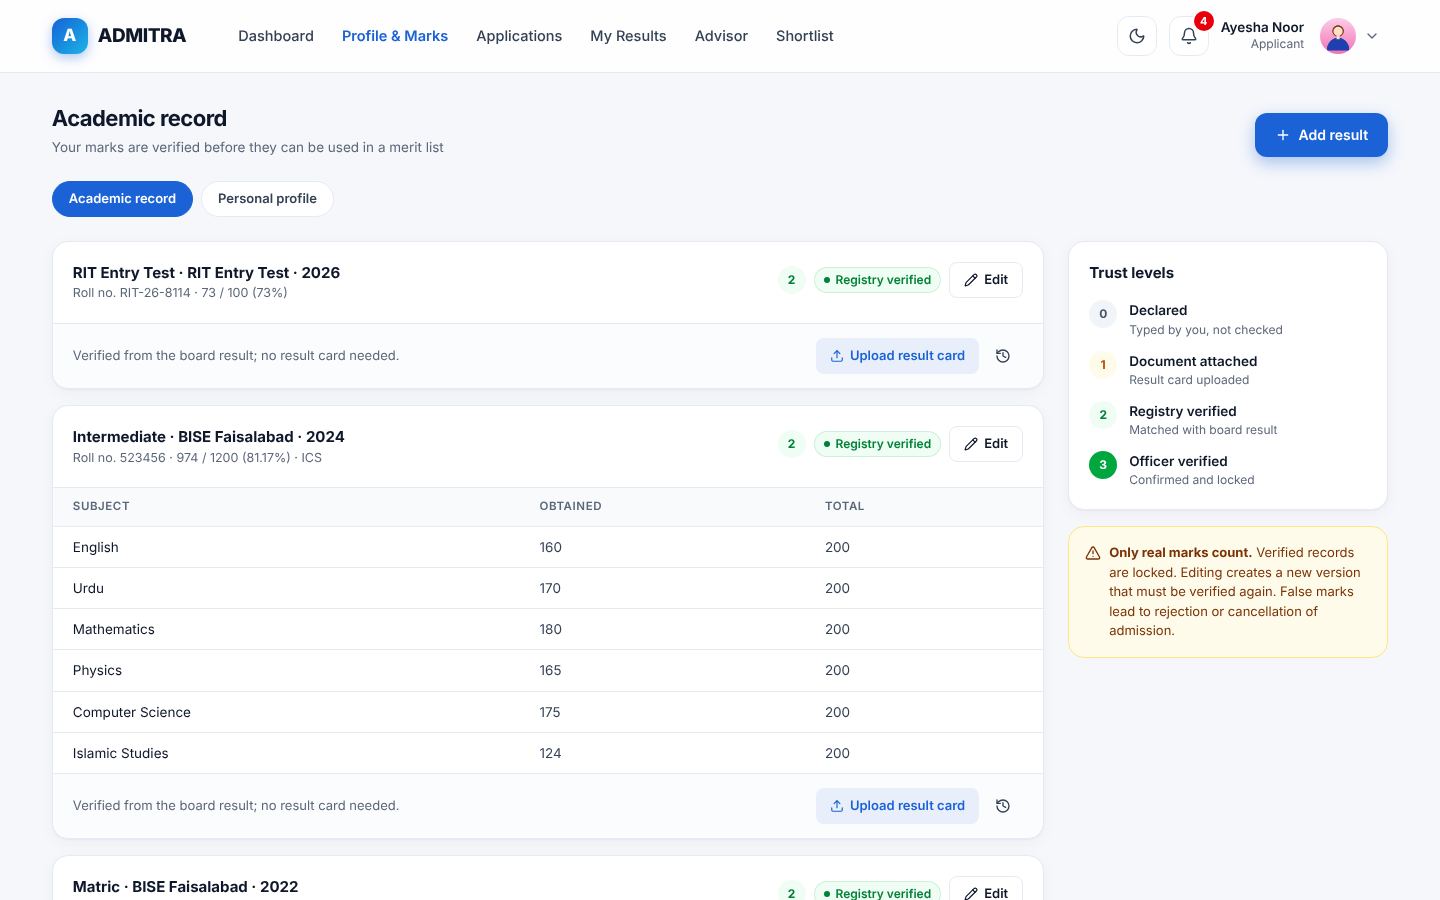 A ADMITRA Dashboard Profile & Marks Applications My Results Advisor Shortlist 4 Ayesha Noor
Applicant
Academic record
Your marks are verified before they can be used in a merit list
+ Add result
Academic record Personal profile
RIT Entry Test · RIT Entry Test · 2026
Roll no. RIT-26-8114 · 73 / 100 (73%)
2 Registry verified Edit
Verified from the board result; no result card needed. Upload result card
Intermediate · BISE Faisalabad · 2024
Roll no. 523456 · 974 / 1200 (81.17%) · ICS
2 Registry verified Edit
SUBJECT OBTAINED TOTAL
English 160 200
Urdu 170 200
Mathematics 180 200
Physics 165 200
Computer Science 175 200
Islamic Studies 124 200
Verified from the board result; no result card needed. Upload result card
Matric · BISE Faisalabad · 2022
2 Registry verified Edit
Trust levels
0 Declared
Typed by you, not checked
1 Document attached
Result card uploaded
2 Registry verified
Matched with board result
3 Officer verified
Confirmed and locked
Only real marks count. Verified records
are locked. Editing creates a new version
that must be verified again. False marks
lead to rejection or cancellation of
admission.